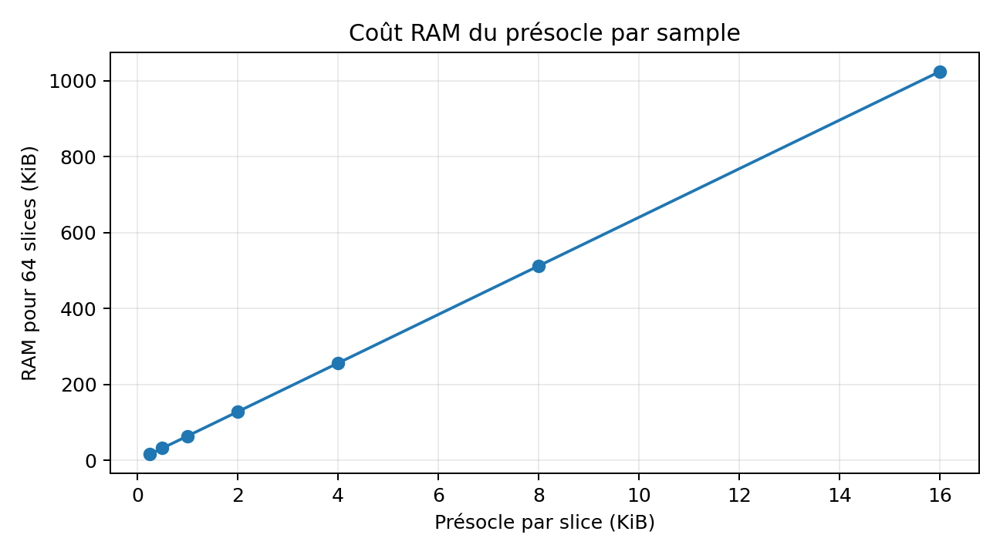 Coût RAM du présocle par sample
RAM pour 64 slices (KiB)
1000
800
600
400
200
0
0 2 4 6 8 10 12 14 16
Présocle par slice (KiB)